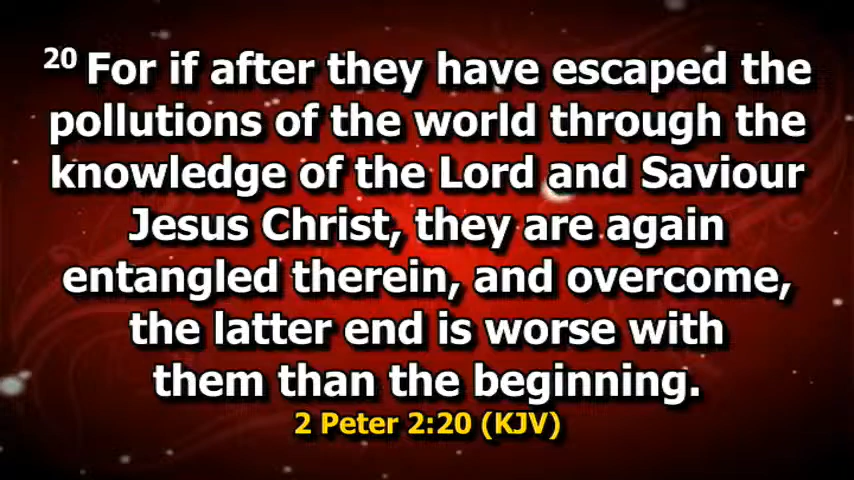 20 For if after they have escaped the
pollutions of the world through the
knowledge of the Lord and Saviour
Jesus Christ, they are again
entangled therein, and overcome,
the latter end is worse with
them than the beginning.
2 Peter 2:20 (KJV)